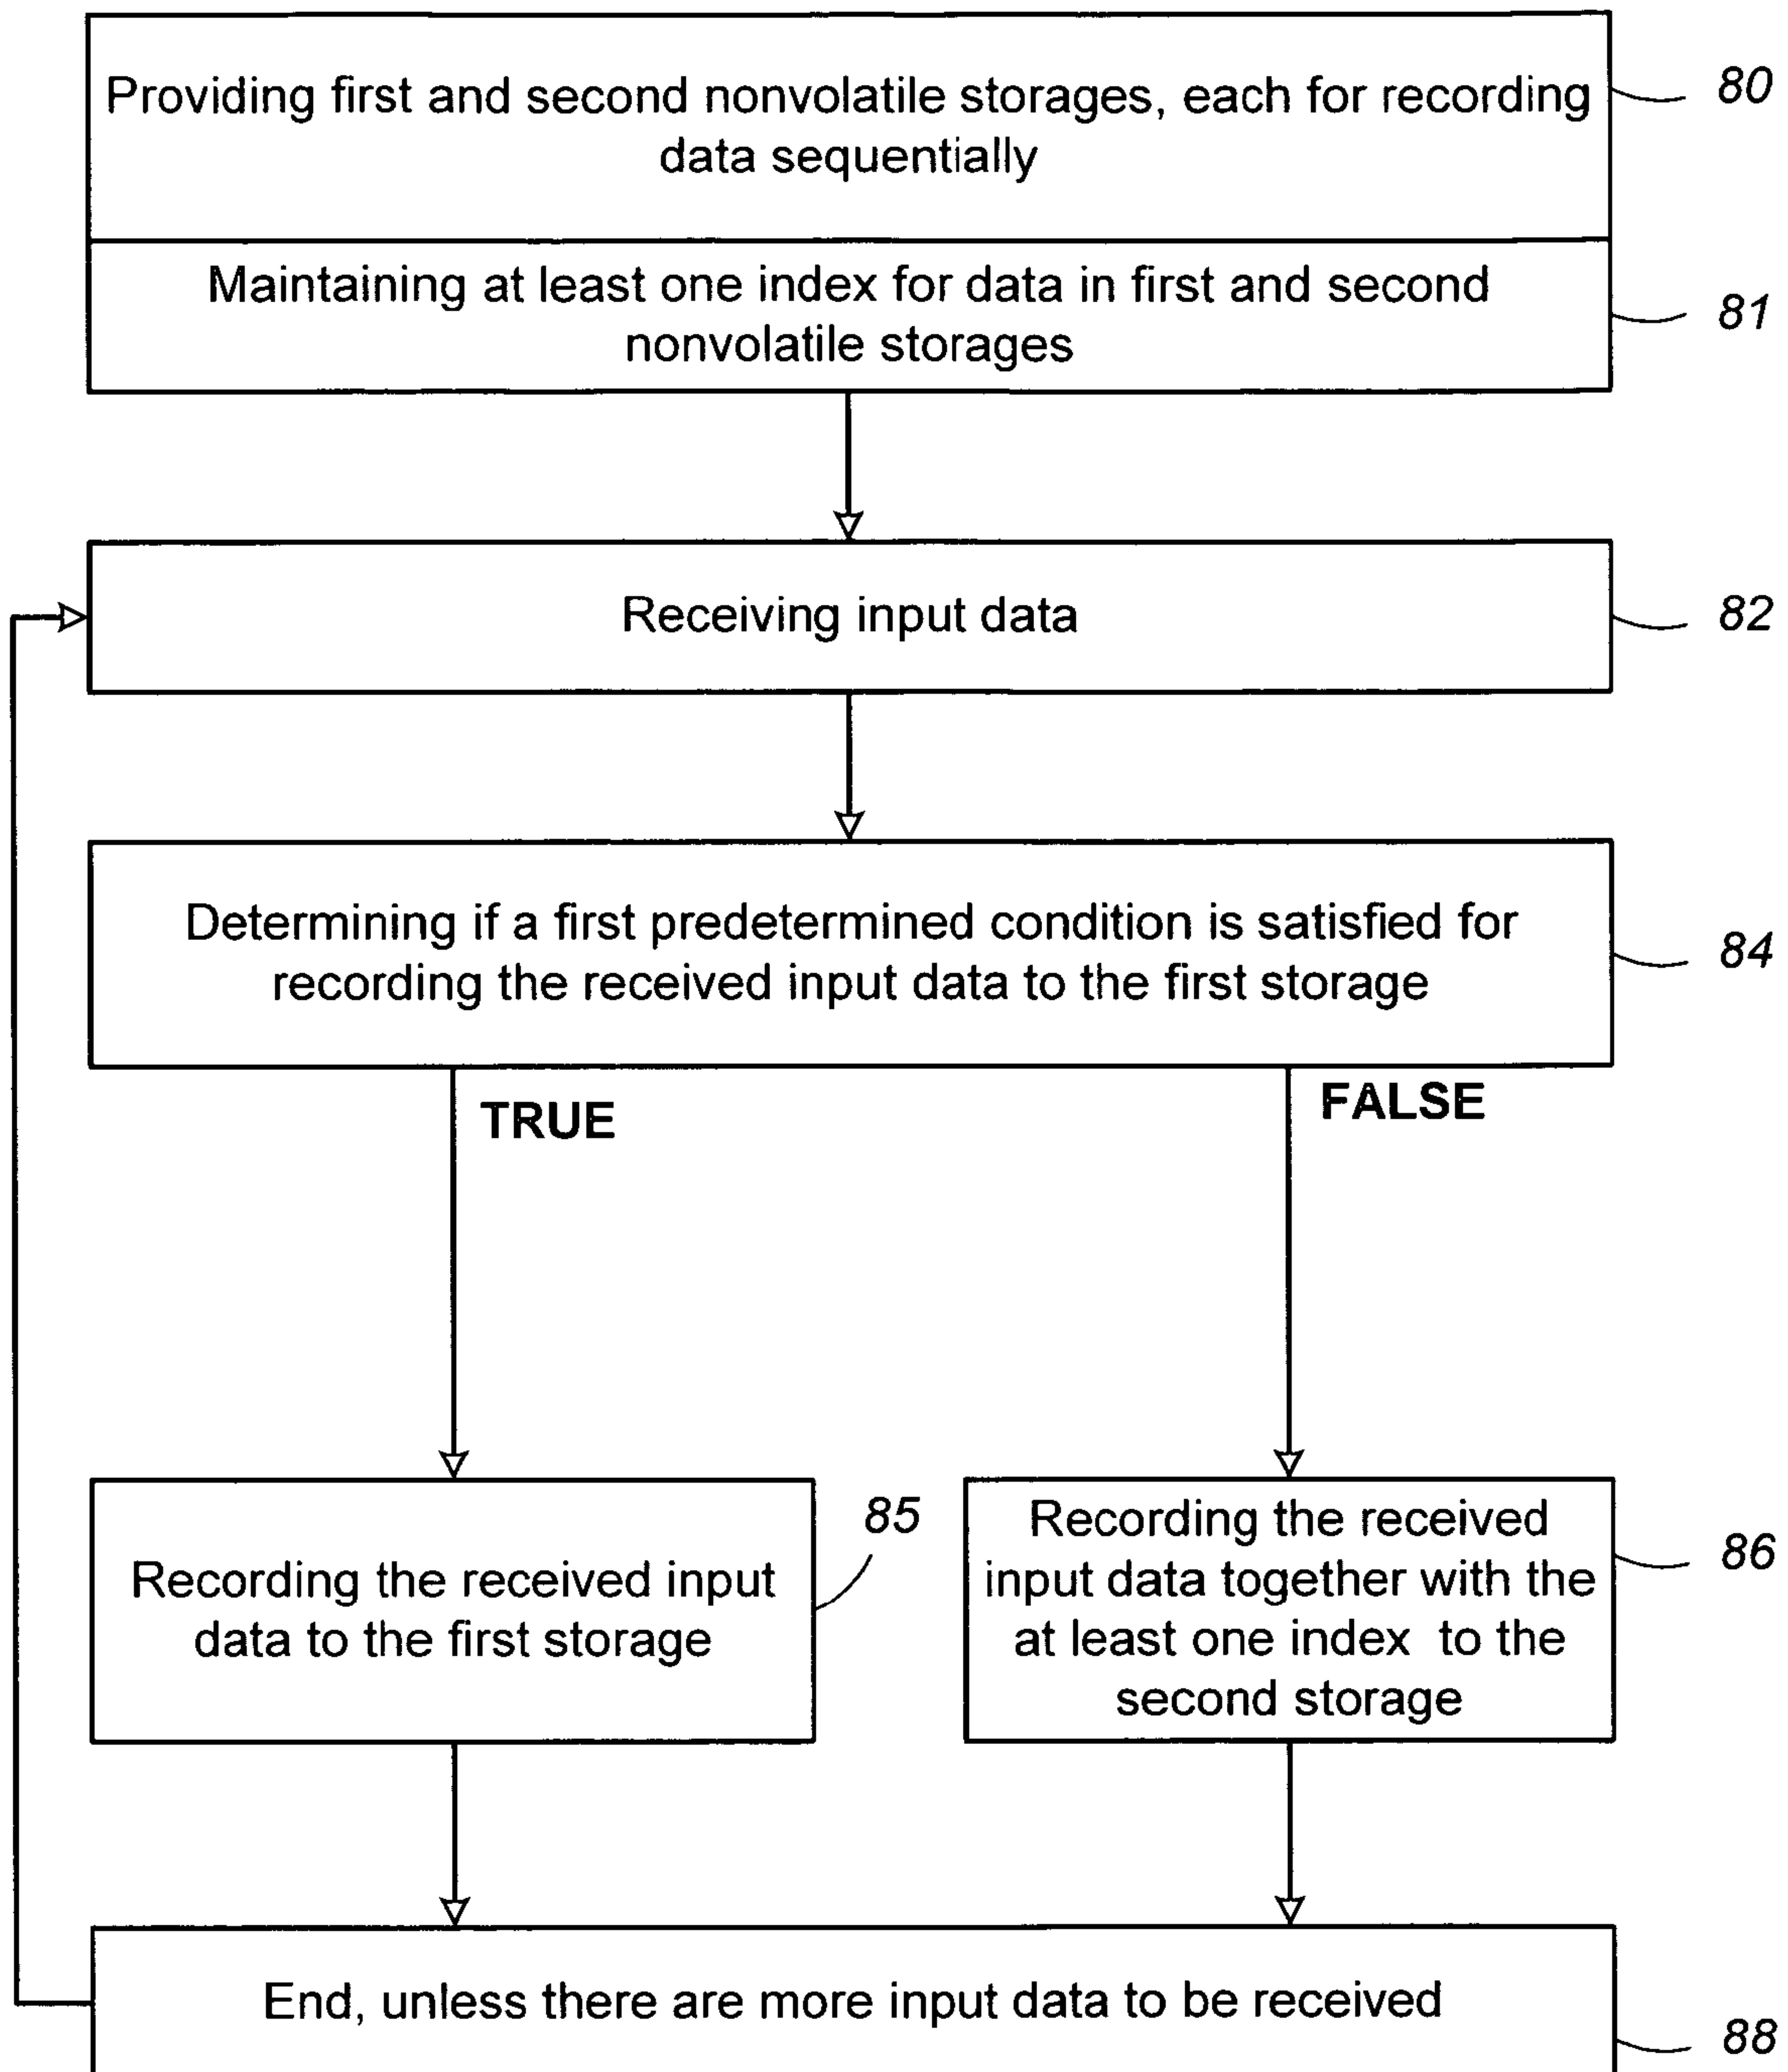 Providing first and second nonvolatile storages, each for recording
data sequentially
80
Maintaining at least one index for data in first and second
nonvolatile storages
81
Receiving input data
82
Determining if a first predetermined condition is satisfied for
recording the received input data to the first storage
84
TRUE
FALSE
Recording the received input
data to the first storage
85
Recording the received
input data together with the
at least one index to the
second storage
86
End, unless there are more input data to be received
88